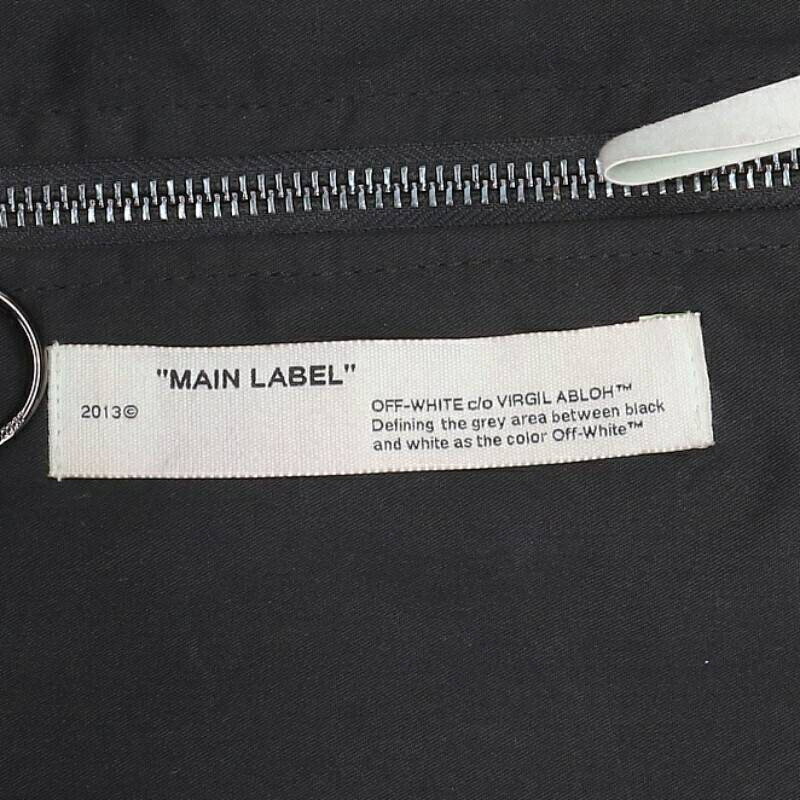 "MAIN LABEL"
2013©
OFF-WHITE c/o VIRGIL ABLOH™
Defining the grey area between black
and white as the color Off-White™